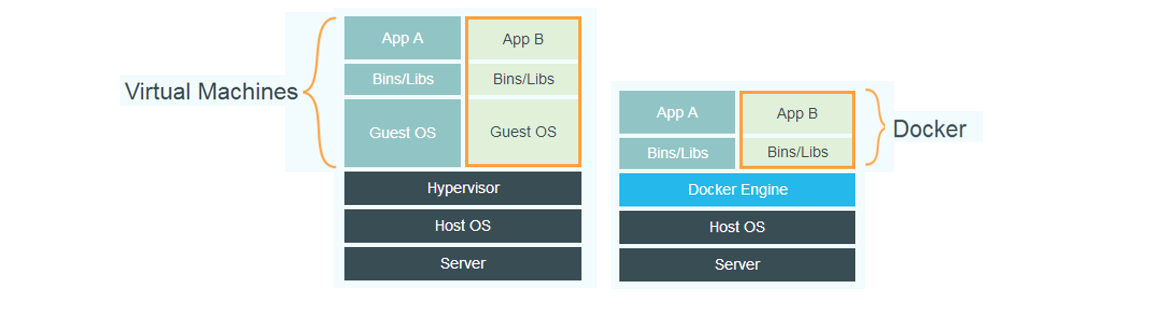 Virtual Machines
App A
App B
Bins/Libs
Bins/Libs
Guest OS
Guest OS
Hypervisor
Host OS
Server
App A
App B
Bins/Libs
Bins/Libs
Docker Engine
Host OS
Server
Docker